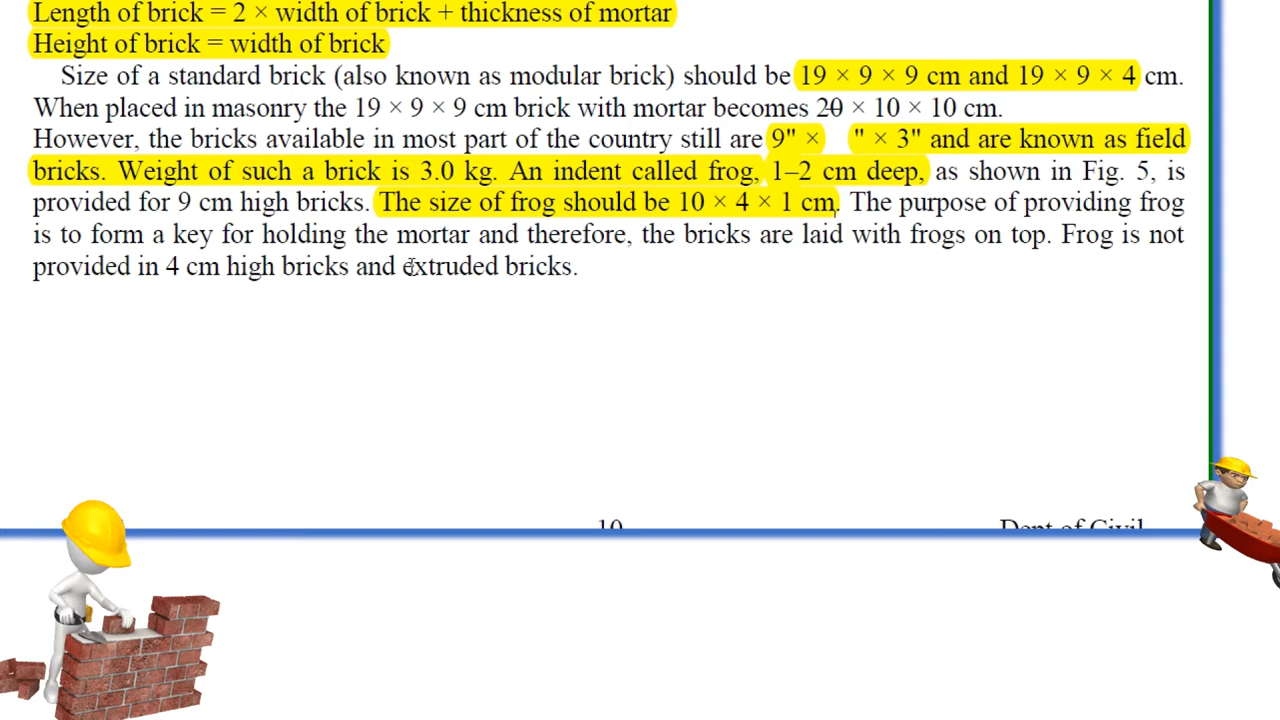 Length of brick = 2 × width of brick + thickness of mortar
Height of brick = width of brick
Size of a standard brick (also known as modular brick) should be 19 × 9 × 9 cm and 19 × 9 × 4 cm.
When placed in masonry the 19 × 9 × 9 cm brick with mortar becomes 20 × 10 × 10 cm.
However, the bricks available in most part of the country still are 9" × " × 3" and are known as field
bricks. Weight of such a brick is 3.0 kg. An indent called frog, 1–2 cm deep, as shown in Fig. 5, is
provided for 9 cm high bricks. The size of frog should be 10 × 4 × 1 cm. The purpose of providing frog
is to form a key for holding the mortar and therefore, the bricks are laid with frogs on top. Frog is not
provided in 4 cm high bricks and extruded bricks.
10 Dept of Civil